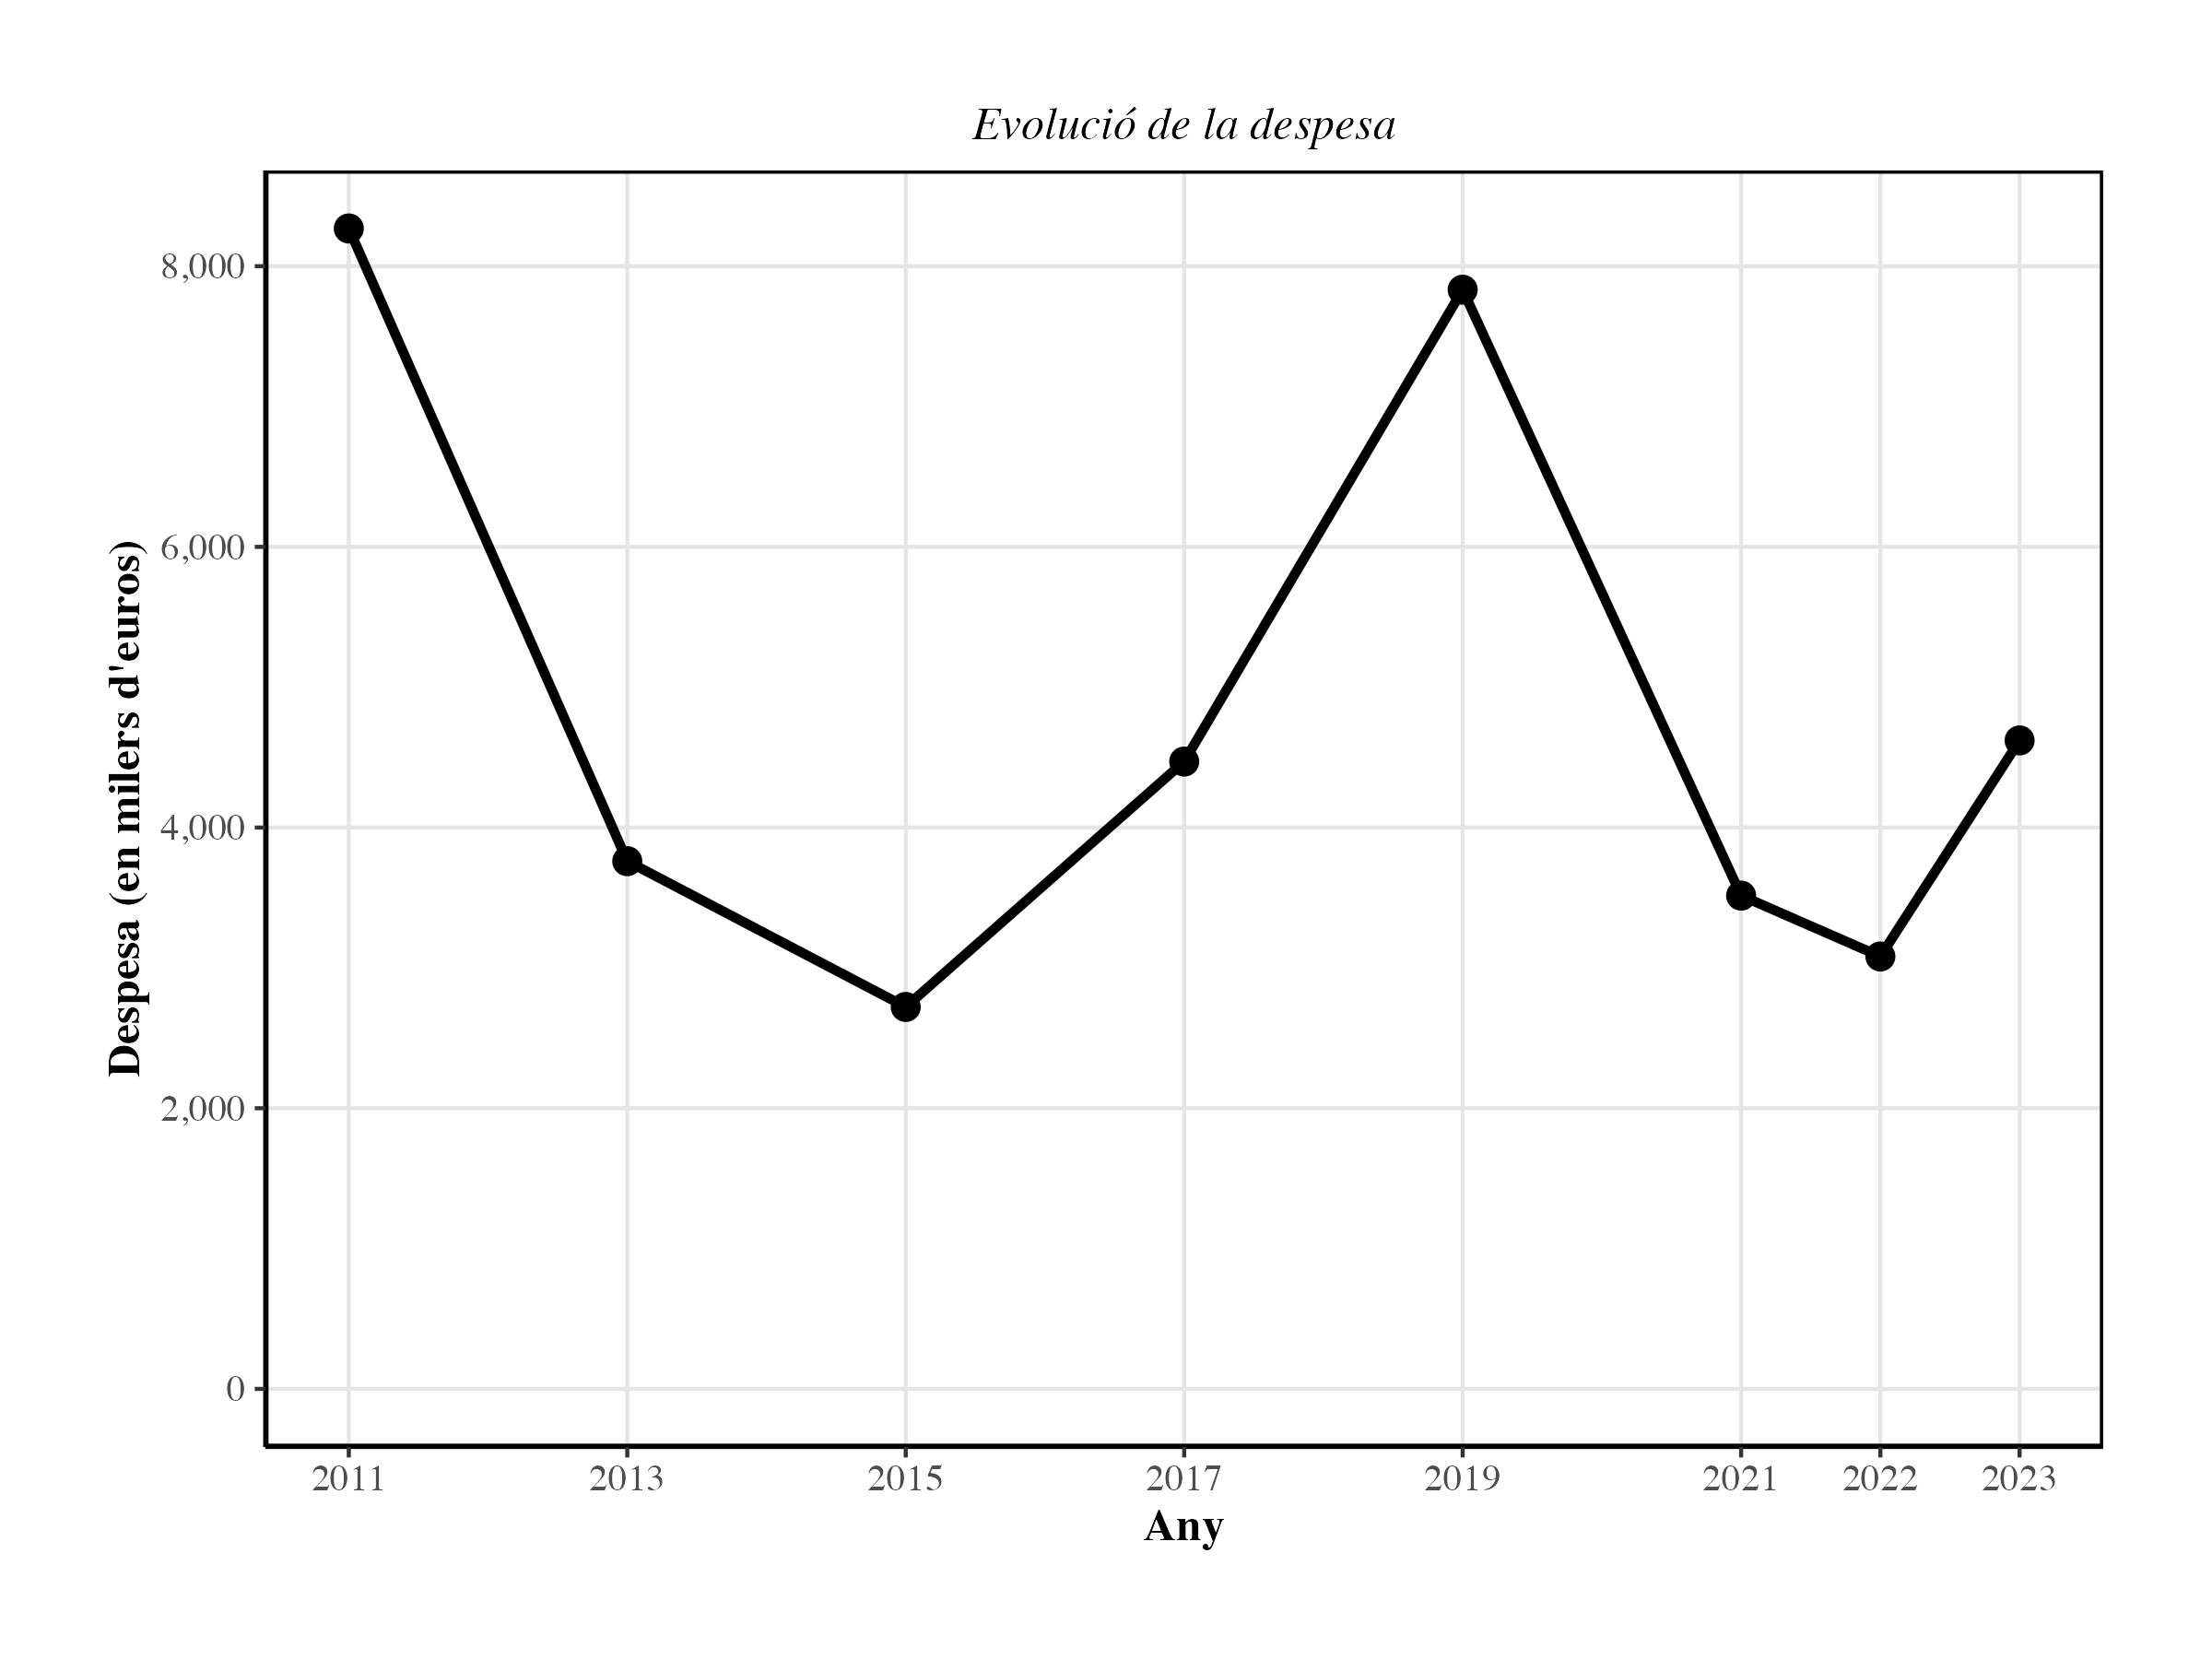 Evolució de la despesa
Despesa (en milers d'euros)
8,000
6,000
4,000
2,000
0
2011 2013 2015 2017 2019 2021 2022 2023
Any